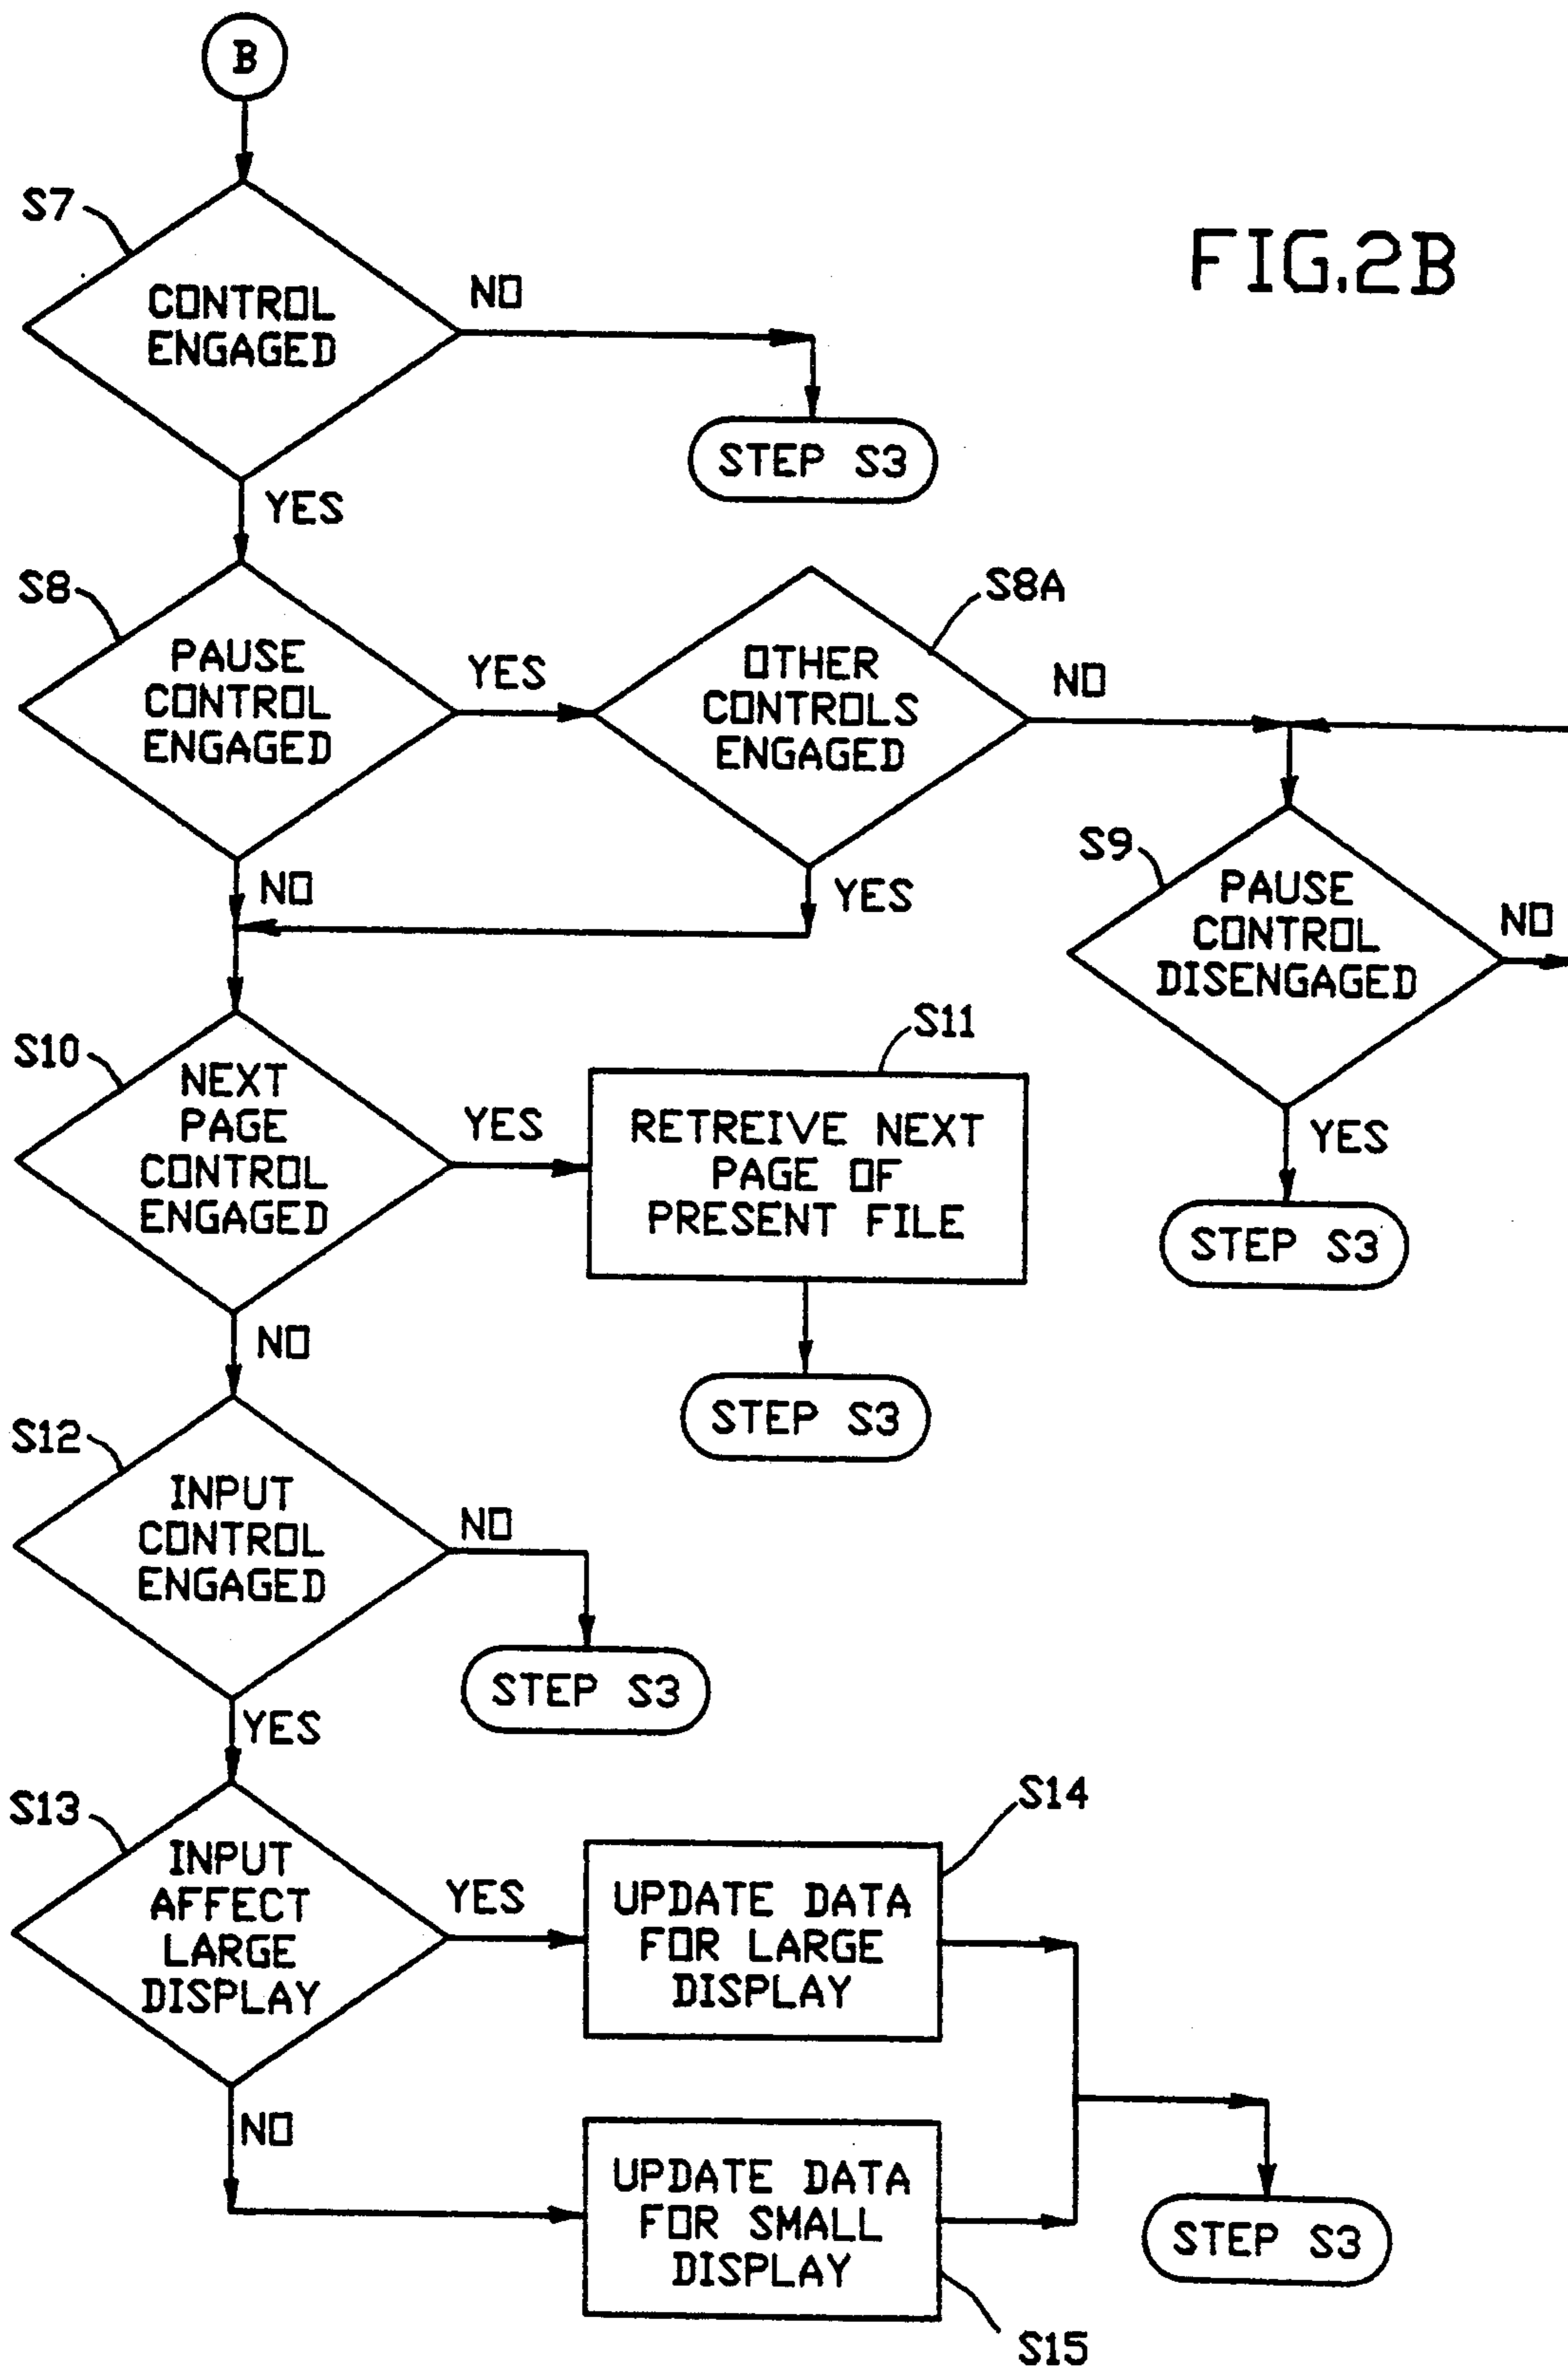 B
FIG.2B
S7
CONTROL
ENGAGED
NO
STEP S3
YES
S8
PAUSE
CONTROL
ENGAGED
YES
S8A
OTHER
CONTROLS
ENGAGED
NO
NO
YES
S9
PAUSE
CONTROL
DISENGAGED
NO
YES
STEP S3
S10
NEXT
PAGE
CONTROL
ENGAGED
YES
S11
RETREIVE NEXT
PAGE OF
PRESENT FILE
STEP S3
NO
S12
INPUT
CONTROL
ENGAGED
NO
STEP S3
YES
S13
INPUT
AFFECT
LARGE
DISPLAY
YES
S14
UPDATE DATA
FOR LARGE
DISPLAY
NO
UPDATE DATA
FOR SMALL
DISPLAY
S15
STEP S3